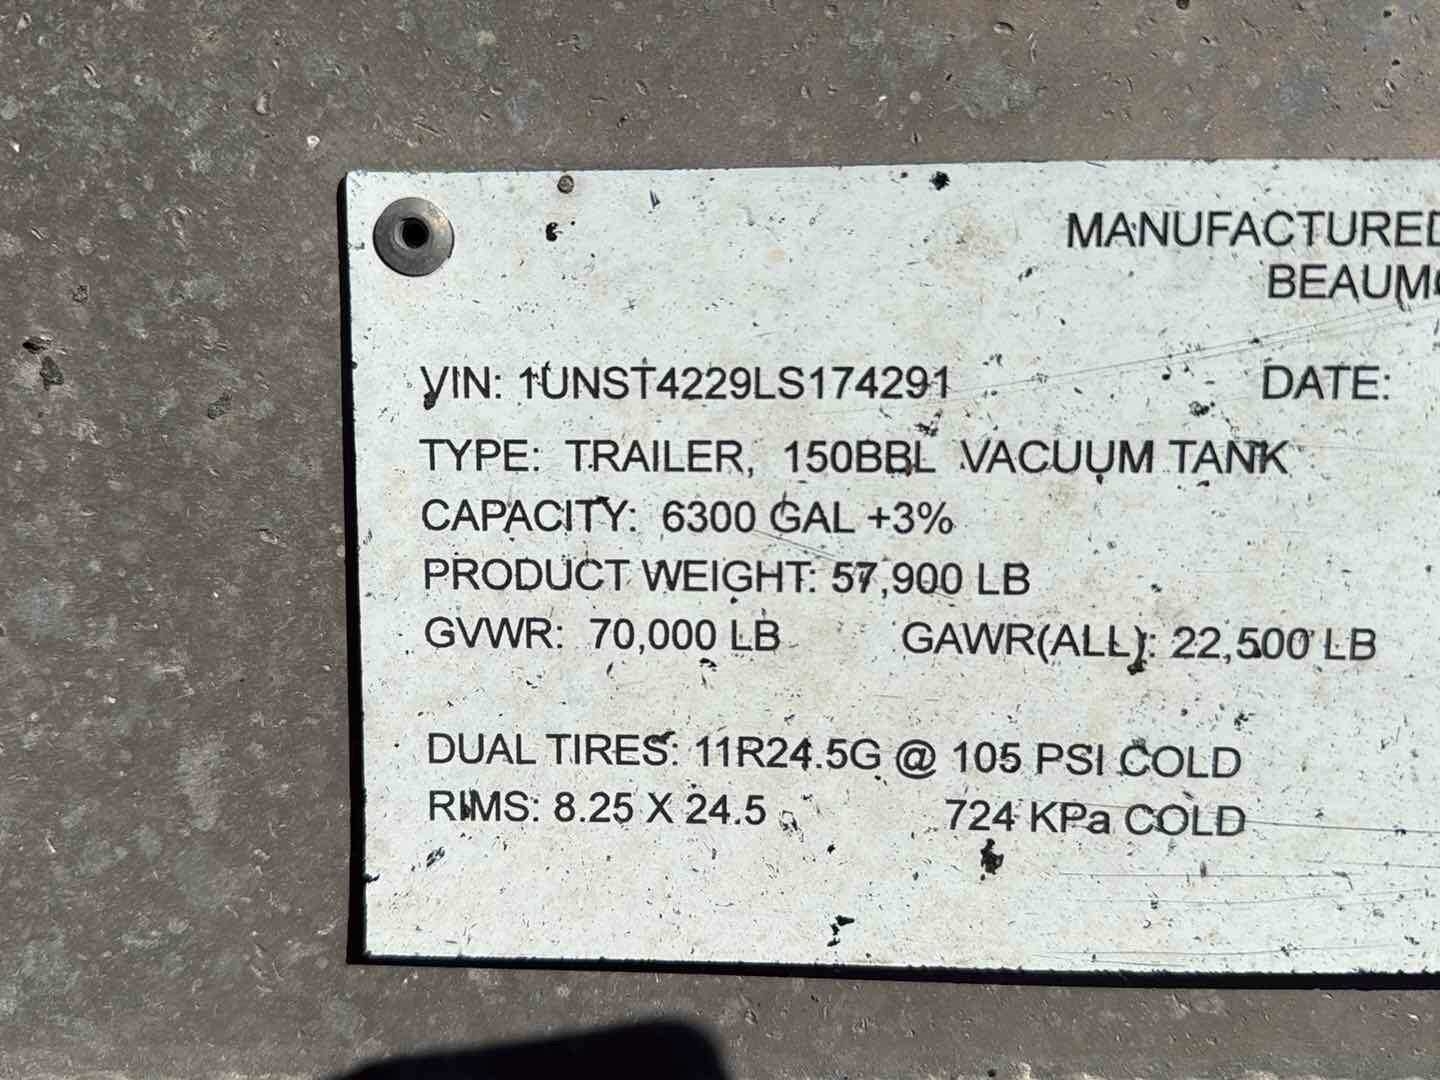 MANUFACTURED
BEAUMO
VIN: 1UNST4229LS174291 DATE:
TYPE: TRAILER, 150BBL VACUUM TANK
CAPACITY: 6300 GAL +3%
PRODUCT WEIGHT: 57,900 LB
GVWR: 70,000 LB GAWR(ALL): 22,500 LB
DUAL TIRES: 11R24.5G @ 105 PSI COLD
RIMS: 8.25 X 24.5 724 KPa COLD